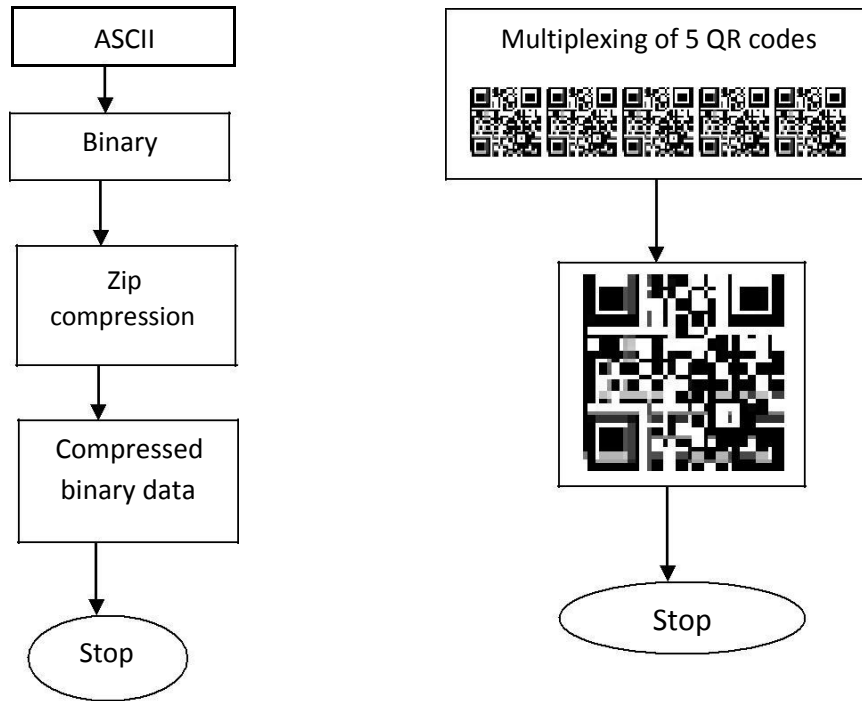 ASCII
Binary
Zip
compression
Compressed
binary data
Stop
Multiplexing of 5 QR codes
Stop